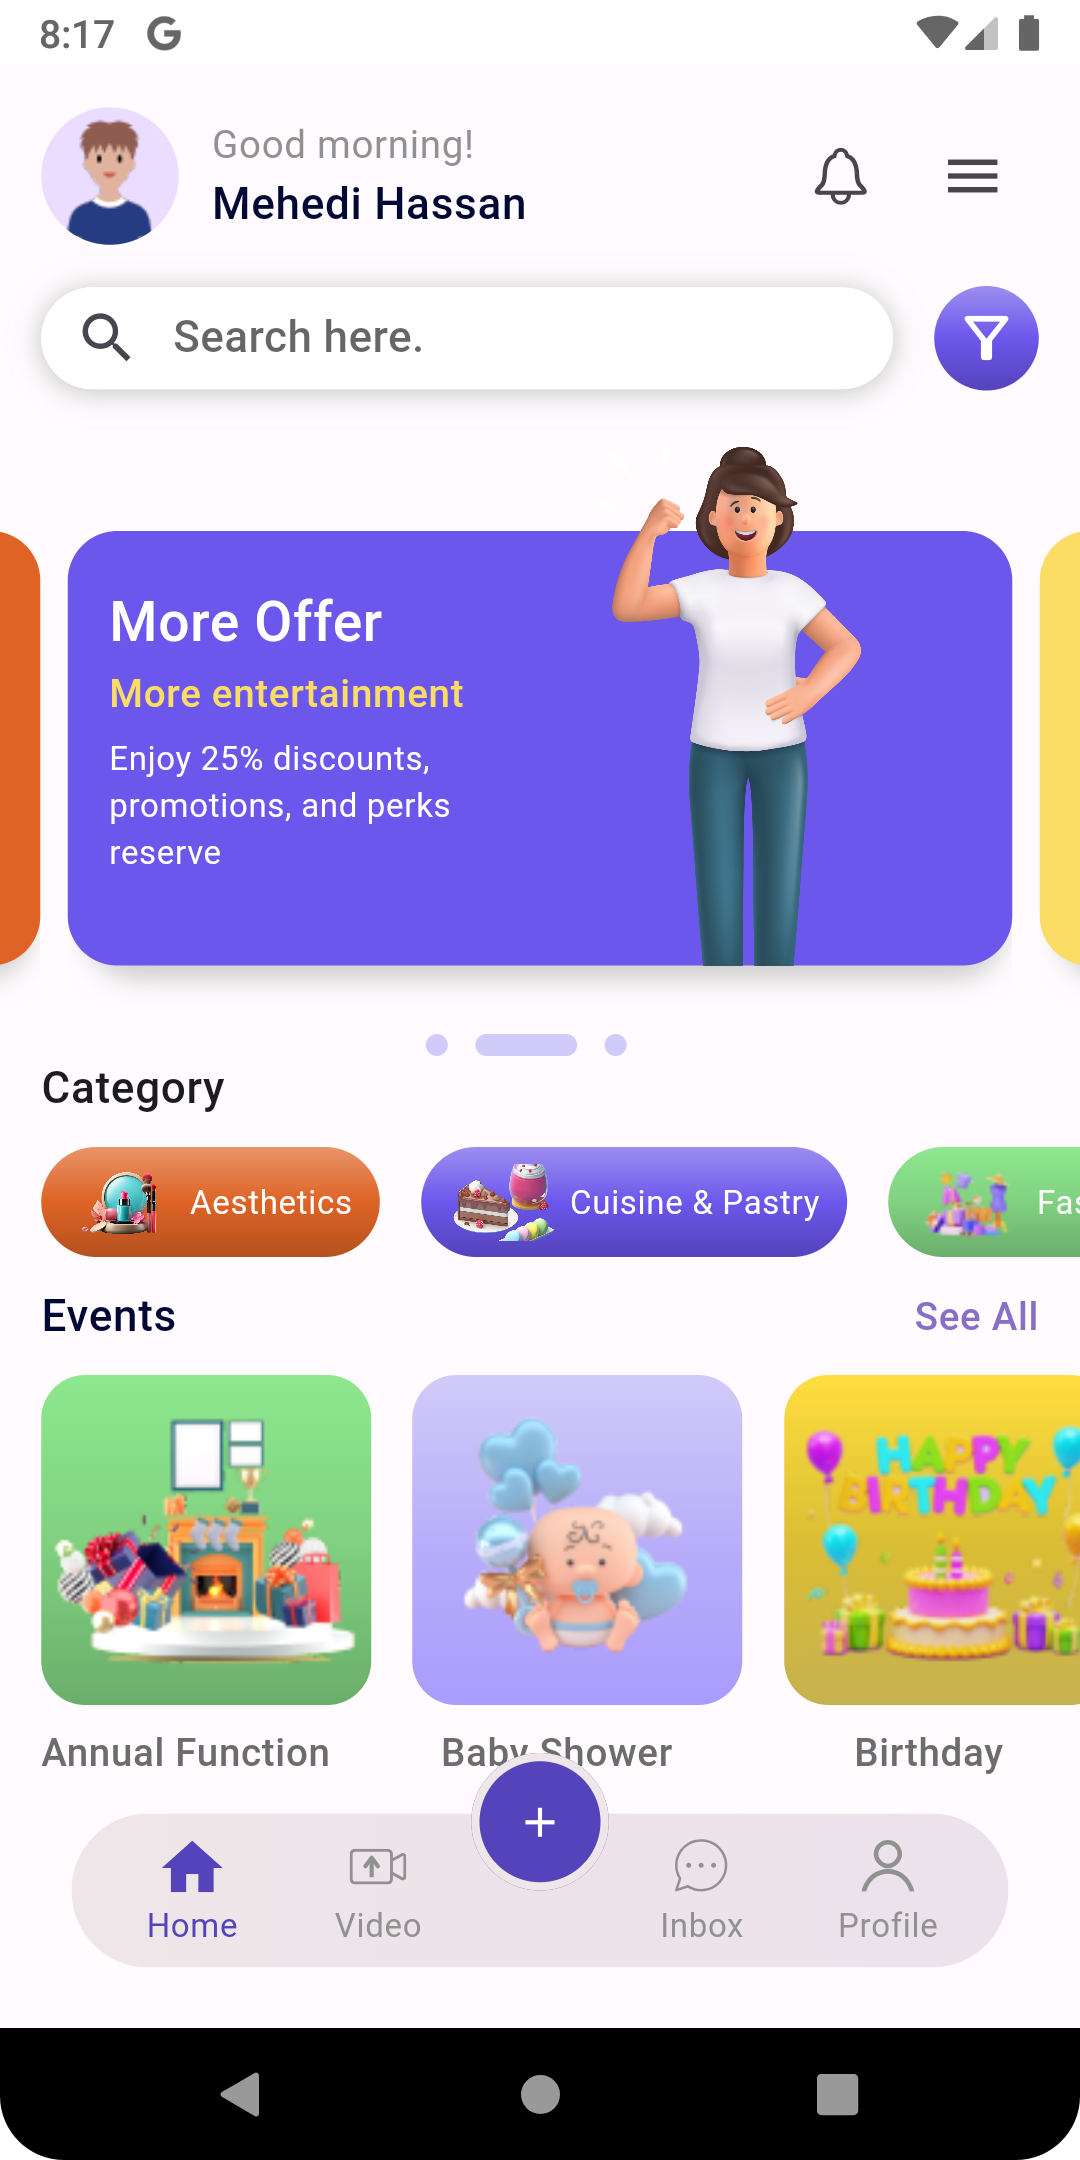 8:17
Good morning!
Mehedi Hassan
Search here.
More Offer
More entertainment
Enjoy 25% discounts,
promotions, and perks
reserve
Category
Aesthetics
Cuisine & Pastry
Fas
Events
See All
HAPPY
BIRTHDAY
Annual Function
Baby Shower
Birthday
Home
Video
Inbox
Profile